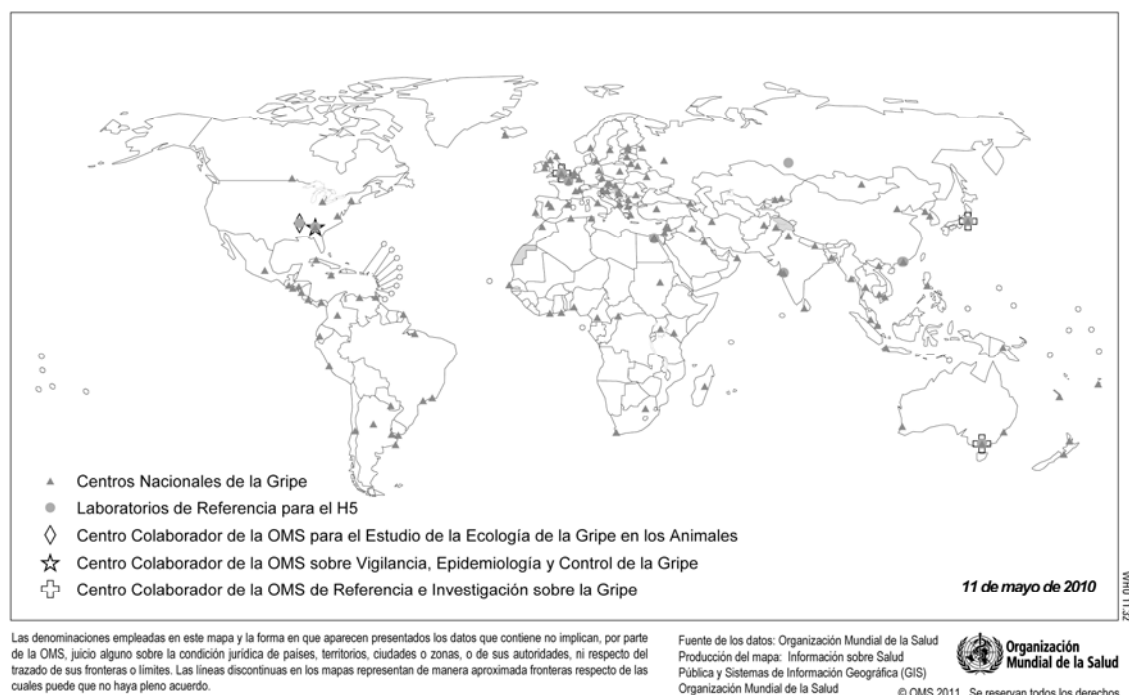 Centros Nacionales de la Gripe
Laboratorios de Referencia para el H5
Centro Colaborador de la OMS para el Estudio de la Ecología de la Gripe en los Animales
Centro Colaborador de la OMS sobre Vigilancia, Epidemiología y Control de la Gripe
Centro Colaborador de la OMS de Referencia e Investigación sobre la Gripe
11 de mayo de 2010
WHO 11.32
Las denominaciones empleadas en este mapa y la forma en que aparecen presentados los datos que contiene no implican, por parte
de la OMS, juicio alguno sobre la condición jurídica de países, territorios, ciudades o zonas, o de sus autoridades, ni respecto del
trazado de sus fronteras o límites. Las líneas discontinuas en los mapas representan de manera aproximada fronteras respecto de las
cuales puede que no haya pleno acuerdo.
Fuente de los datos: Organización Mundial de la Salud
Producción del mapa: Información sobre Salud
Pública y Sistemas de Información Geográfica (GIS)
Organización Mundial de la Salud
Organización
Mundial de la Salud
© OMS 2011. Se reservan todos los derechos